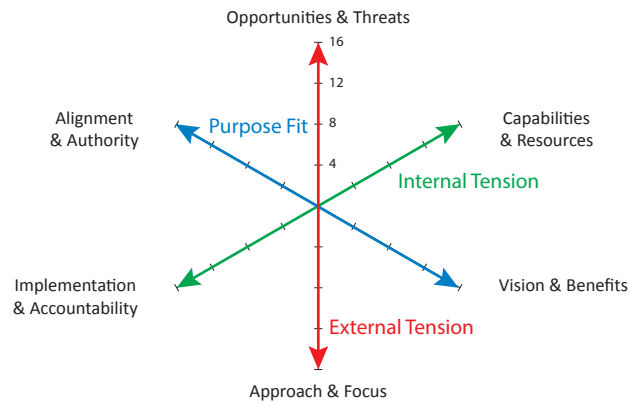 Opportunities & Threats
16
12
Alignment
& Authority
Purpose Fit
8
Capabilities
& Resources
4
Internal Tension
Implementation
& Accountability
Vision & Benefits
External Tension
Approach & Focus